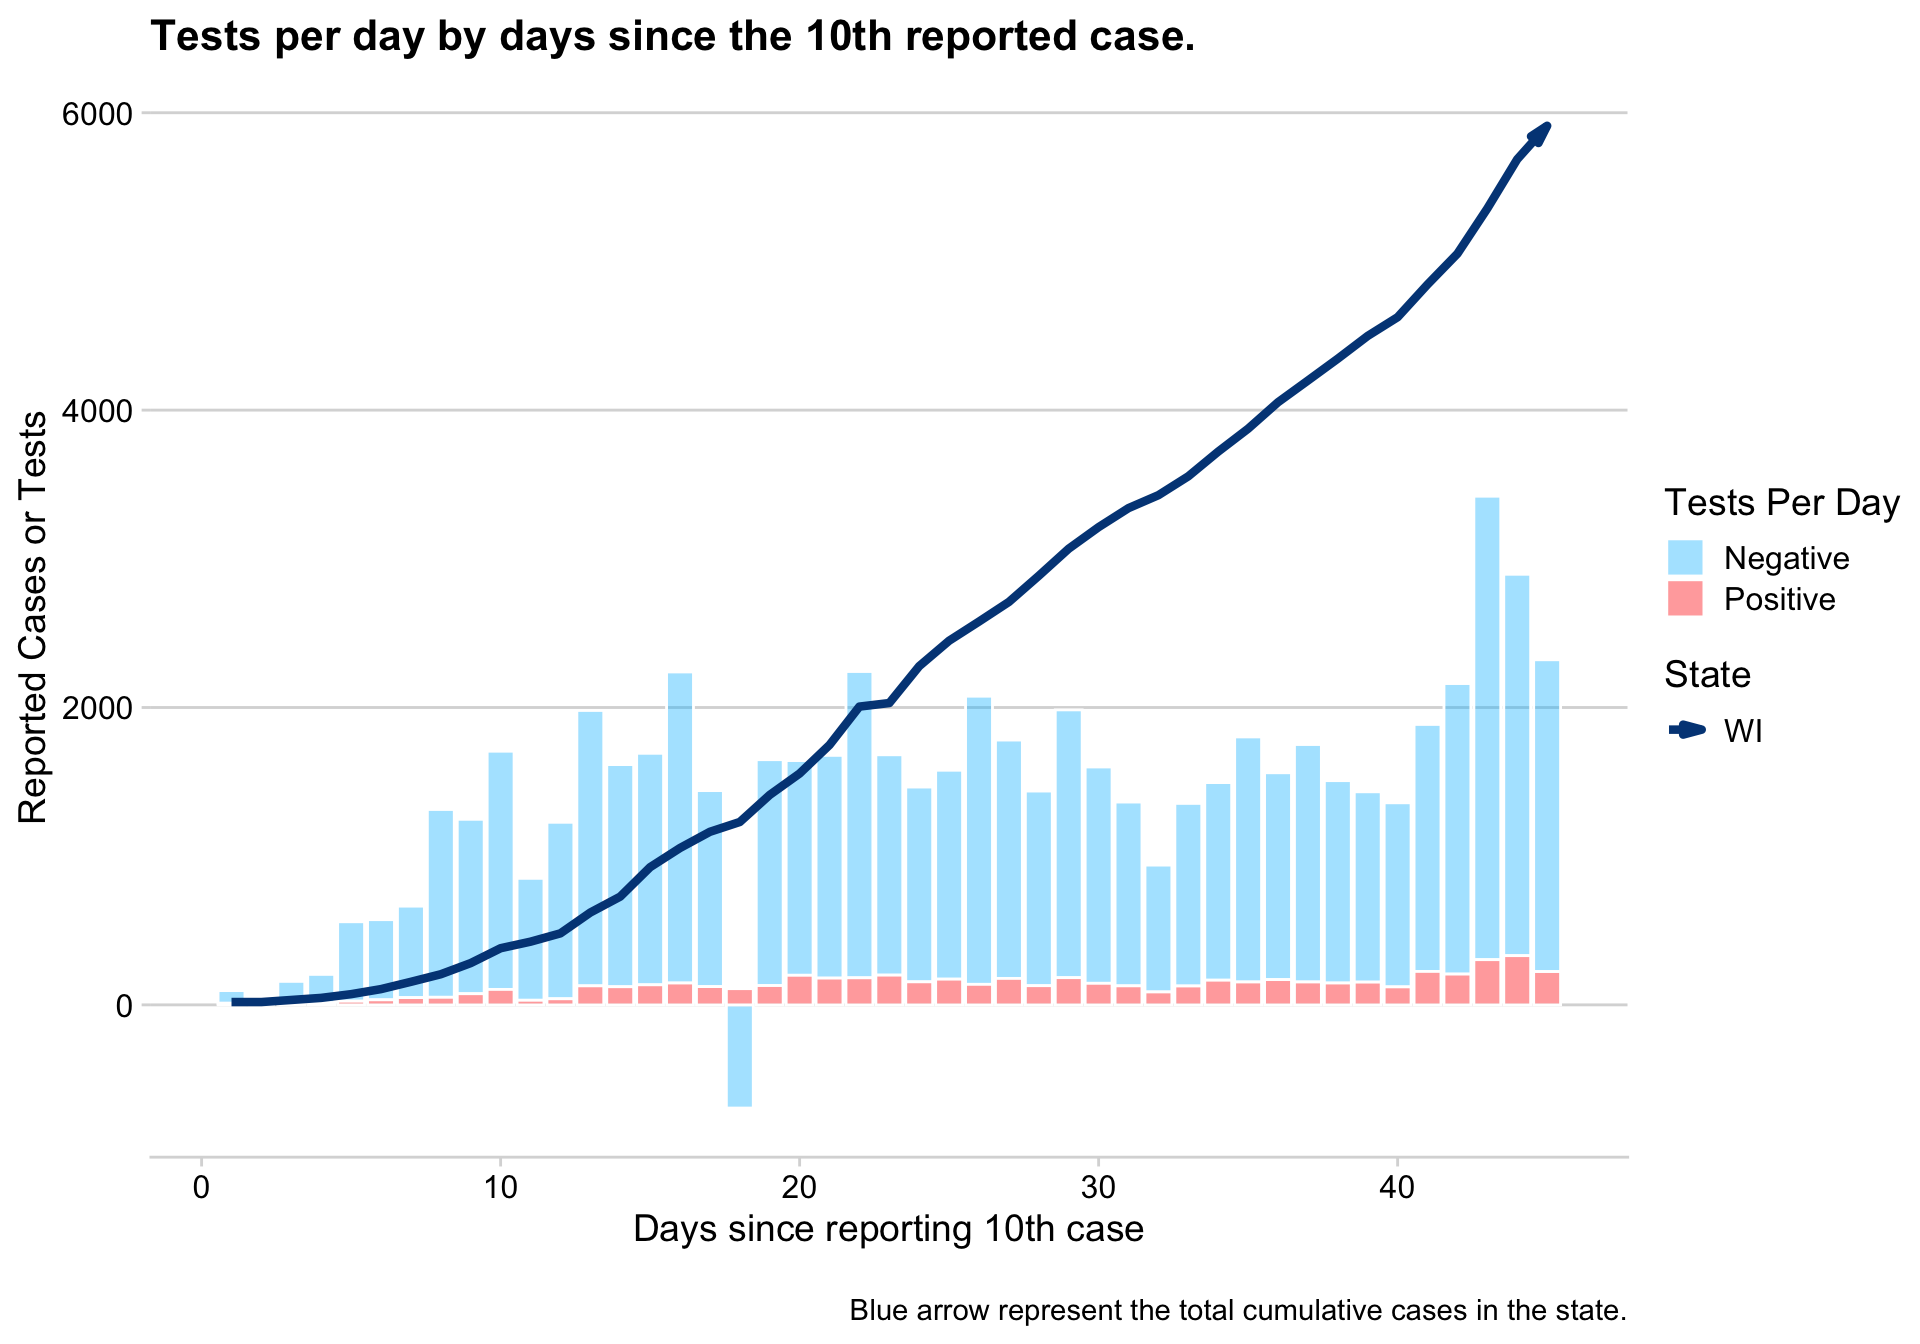 Tests per day by days since the 10th reported case.
6000
4000
2000
0
Reported Cases or Tests
0 10 20 30 40
Days since reporting 10th case
Tests Per Day
Negative
Positive
State
WI
Blue arrow represent the total cumulative cases in the state.